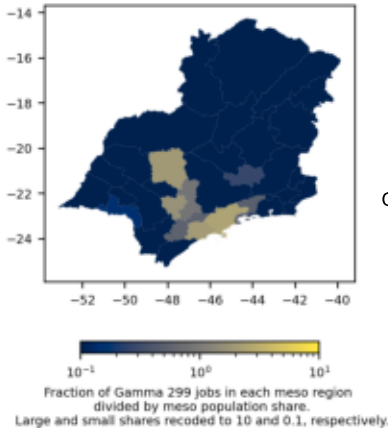 −14
−16
−18
−20
−22
−24
−52 −50 −48 −46 −44 −42 −40
10⁻¹ 10⁰ 10¹
Fraction of Gamma 299 jobs in each meso region
divided by meso population share.
Large and small shares recoded to 10 and 0.1, respectively